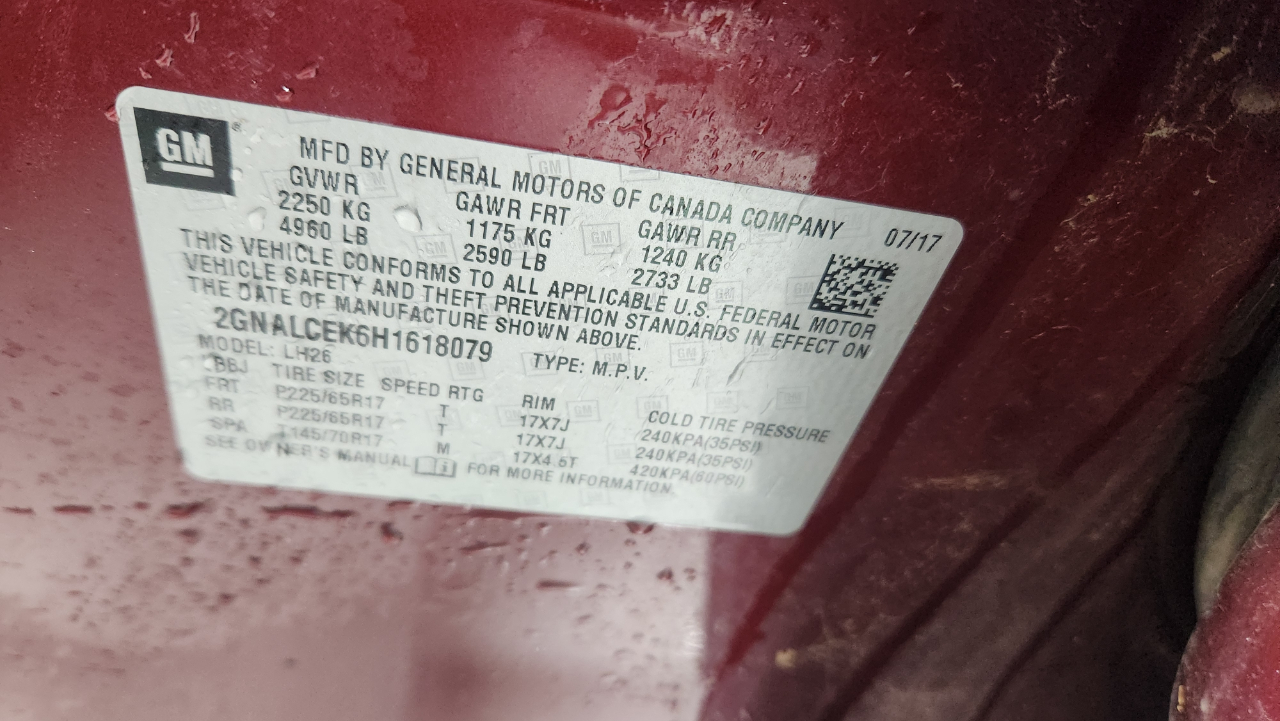 GM
MFD BY GENERAL MOTORS OF CANADA COMPANY 07/17
GVWR GAWR FRT GAWR RR
2250 KG 1175 KG 1240 KG
4960 LB 2590 LB 2733 LB
THIS VEHICLE CONFORMS TO ALL APPLICABLE U.S. FEDERAL MOTOR
VEHICLE SAFETY AND THEFT PREVENTION STANDARDS IN EFFECT ON
THE DATE OF MANUFACTURE SHOWN ABOVE.
2GNALCEK6H1618079 TYPE: M.P.V.
MODEL: LH26
BBJ TIRE SIZE SPEED RTG RIM COLD TIRE PRESSURE
FRT P225/65R17 T 17X7J 240KPA(35PSI)
RR P225/65R17 T 17X7J 240KPA(35PSI)
SPA T145/70R17 M 17X4.5T 420KPA(60PSI)
SEE OWNER'S MANUAL FOR MORE INFORMATION.